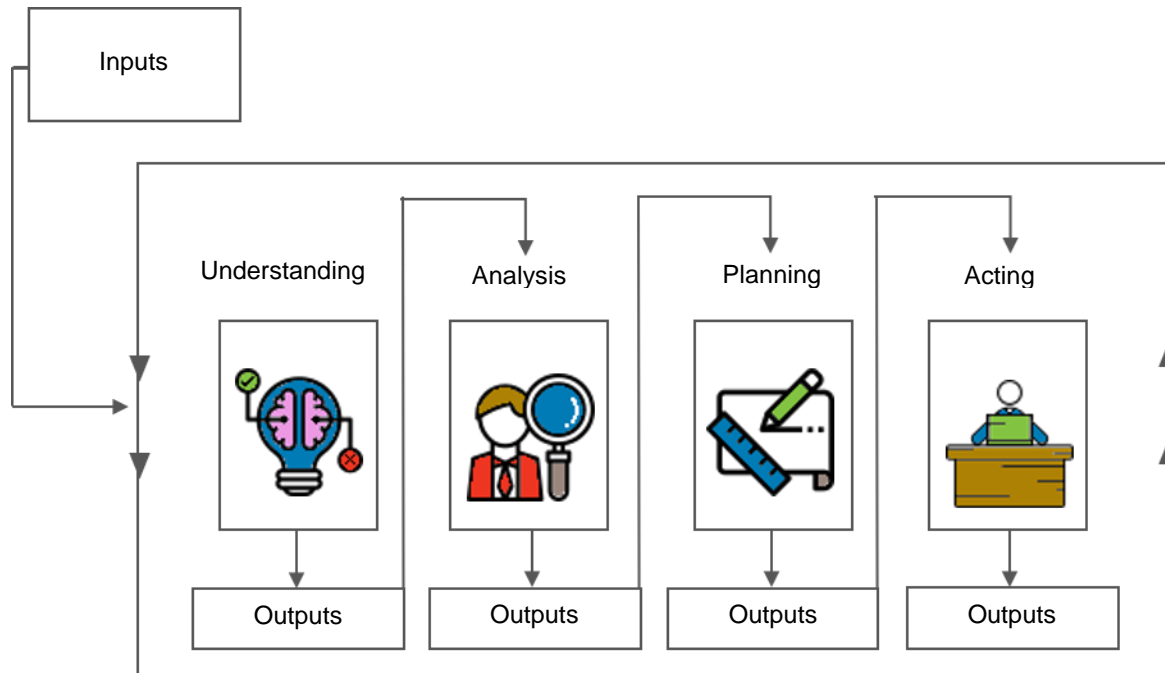 Inputs
Understanding
Analysis
Planning
Acting
Outputs
Outputs
Outputs
Outputs